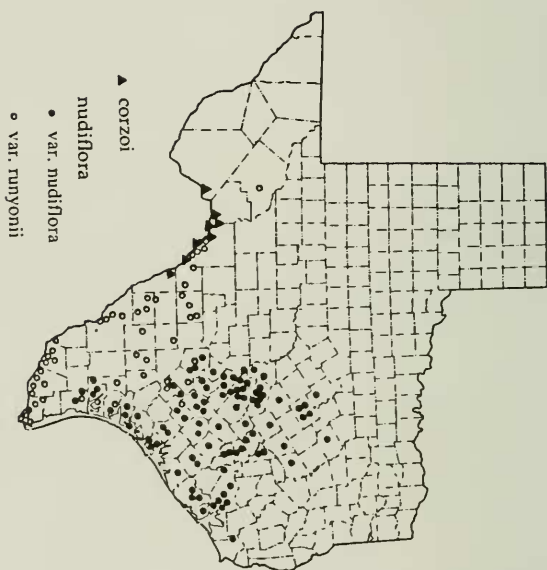 ▲ corzoi
nudiflora
● var. nudiflora
○ var. runyonii